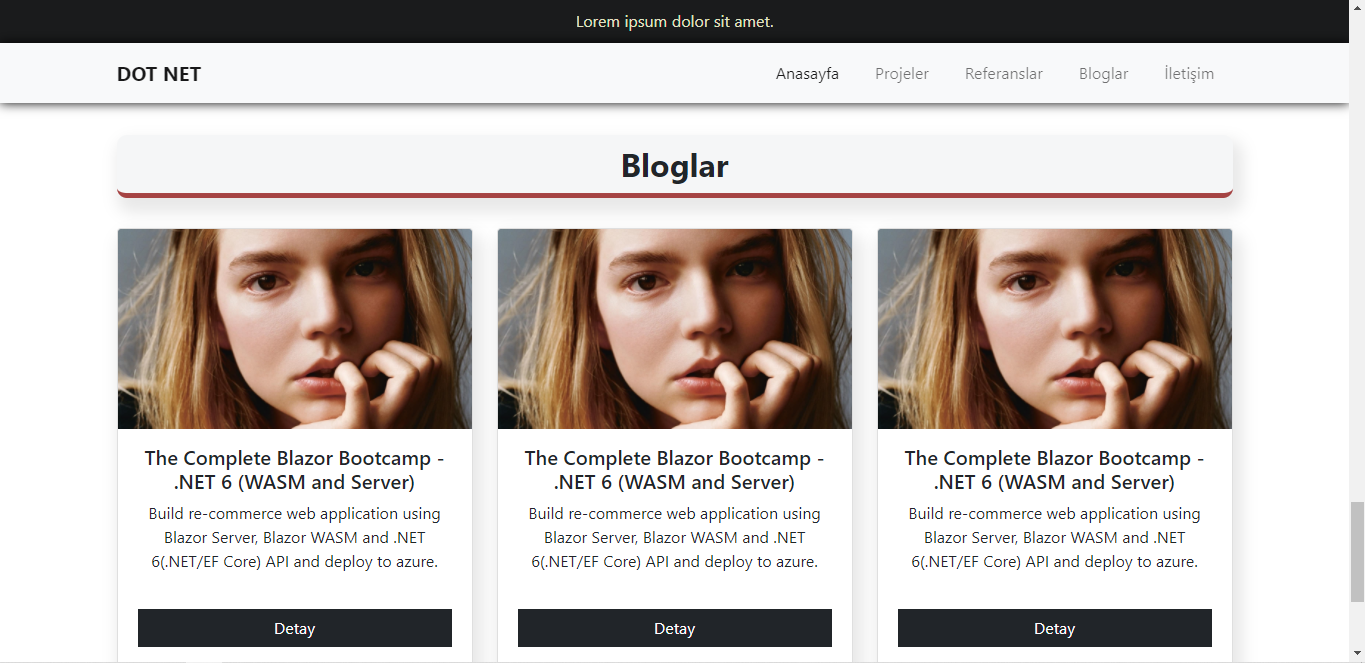 Lorem ipsum dolor sit amet.
DOT NET Anasayfa Projeler Referanslar Bloglar İletişim
Bloglar
The Complete Blazor Bootcamp -
.NET 6 (WASM and Server)
Build re-commerce web application using
Blazor Server, Blazor WASM and .NET
6(.NET/EF Core) API and deploy to azure.
Detay
The Complete Blazor Bootcamp -
.NET 6 (WASM and Server)
Build re-commerce web application using
Blazor Server, Blazor WASM and .NET
6(.NET/EF Core) API and deploy to azure.
Detay
The Complete Blazor Bootcamp -
.NET 6 (WASM and Server)
Build re-commerce web application using
Blazor Server, Blazor WASM and .NET
6(.NET/EF Core) API and deploy to azure.
Detay